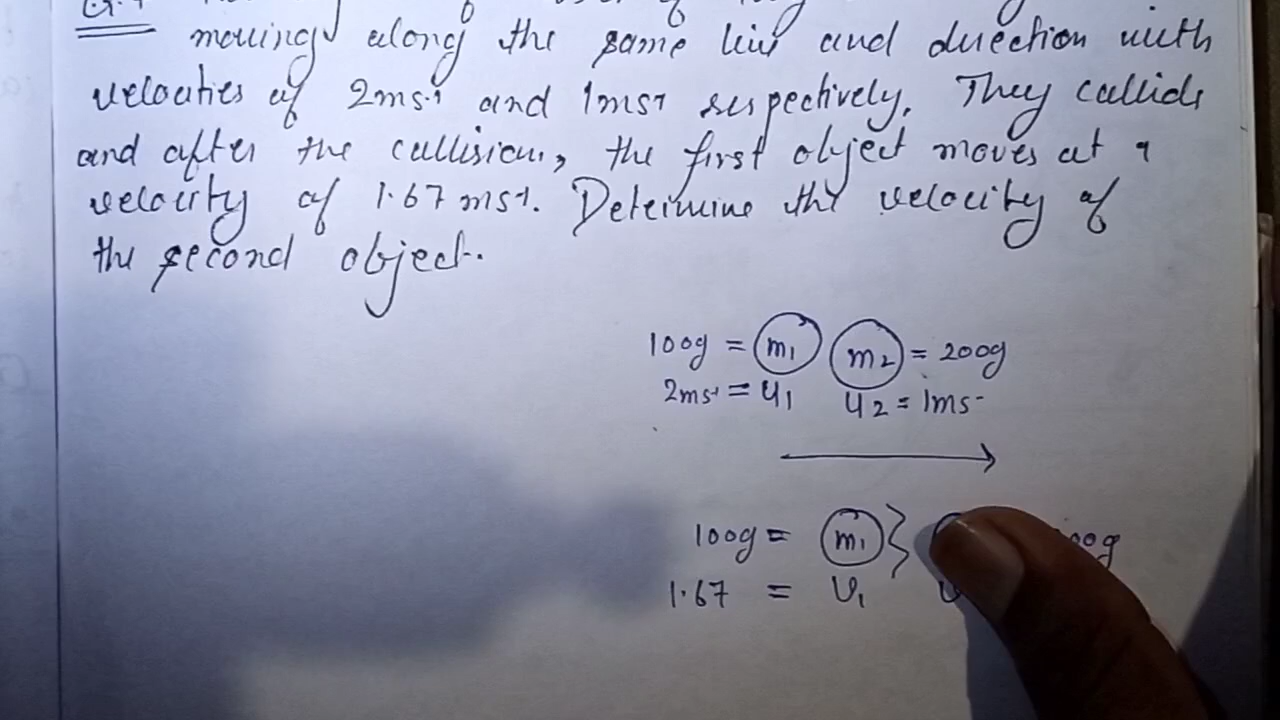 moving along the same line and direction with
velocities of 2ms-1 and 1ms-1 respectively. They collide
and after the collision, the first object moves at a
velocity of 1.67 ms-1. Determine the velocity of
the second object.
100g = m1 m2 = 200g
2ms-1 = u1 u2 = 1ms-
100g = m1
1.67 = v1